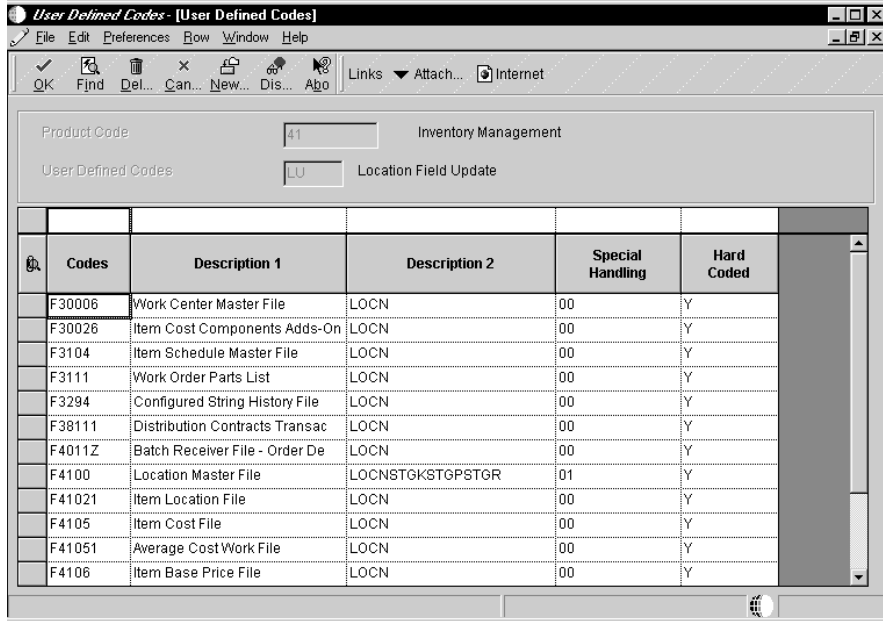 User Defined Codes - [User Defined Codes]
File Edit Preferences Row Window Help
OK Find Del... Can... New... Dis... Abo Links Attach... Internet
Product Code 41 Inventory Management
User Defined Codes LU Location Field Update
Codes Description 1 Description 2 Special Handling Hard Coded
F30006 Work Center Master File LOCN 00 Y
F30026 Item Cost Components Adds-On LOCN 00 Y
F3104 Item Schedule Master File LOCN 00 Y
F3111 Work Order Parts List LOCN 00 Y
F3294 Configured String History File LOCN 00 Y
F38111 Distribution Contracts Transac LOCN 00 Y
F4011Z Batch Receiver File - Order De LOCN 00 Y
F4100 Location Master File LOCNSTGKSTGPSTGR 01 Y
F41021 Item Location File LOCN 00 Y
F4105 Item Cost File LOCN 00 Y
F41051 Average Cost Work File LOCN 00 Y
F4106 Item Base Price File LOCN 00 Y